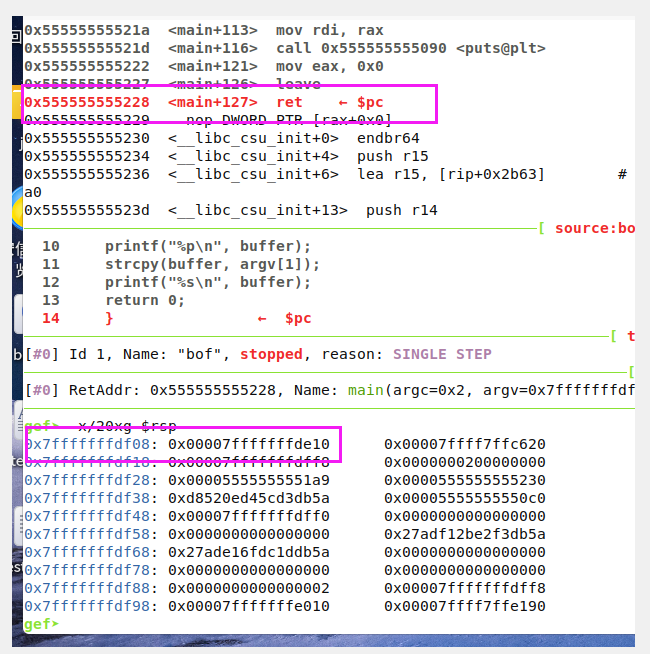 0x55555555521a <main+113> mov rdi, rax
0x55555555521d <main+116> call 0x555555555090 <puts@plt>
0x555555555222 <main+121> mov eax, 0x0
0x555555555227 <main+126> leave
0x555555555228 <main+127> ret ← $pc
0x555555555229 nop DWORD PTR [rax+0x0]
0x555555555230 <__libc_csu_init+0> endbr64
0x555555555234 <__libc_csu_init+4> push r15
0x555555555236 <__libc_csu_init+6> lea r15, [rip+0x2b63] #
a0
0x55555555523d <__libc_csu_init+13> push r14
[ source:bo
10 printf("%p\n", buffer);
11 strcpy(buffer, argv[1]);
12 printf("%s\n", buffer);
13 return 0;
14 } ← $pc
[ t
[#0] Id 1, Name: "bof", stopped, reason: SINGLE STEP
[
[#0] RetAddr: 0x555555555228, Name: main(argc=0x2, argv=0x7fffffffdf
gef➤ x/20xg $rsp
0x7fffffffdf08: 0x00007fffffffde10 0x00007ffff7ffc620
0x7fffffffdf18: 0x00007fffffffdff8 0x0000000200000000
0x7fffffffdf28: 0x00005555555551a9 0x0000555555555230
0x7fffffffdf38: 0xd8520ed45cd3db5a 0x00005555555550c0
0x7fffffffdf48: 0x00007fffffffdff0 0x0000000000000000
0x7fffffffdf58: 0x0000000000000000 0x27adf12be2f3db5a
0x7fffffffdf68: 0x27ade16fdc1ddb5a 0x0000000000000000
0x7fffffffdf78: 0x0000000000000000 0x0000000000000000
0x7fffffffdf88: 0x0000000000000002 0x00007fffffffdff8
0x7fffffffdf98: 0x00007fffffffe010 0x00007ffff7ffe190
gef➤